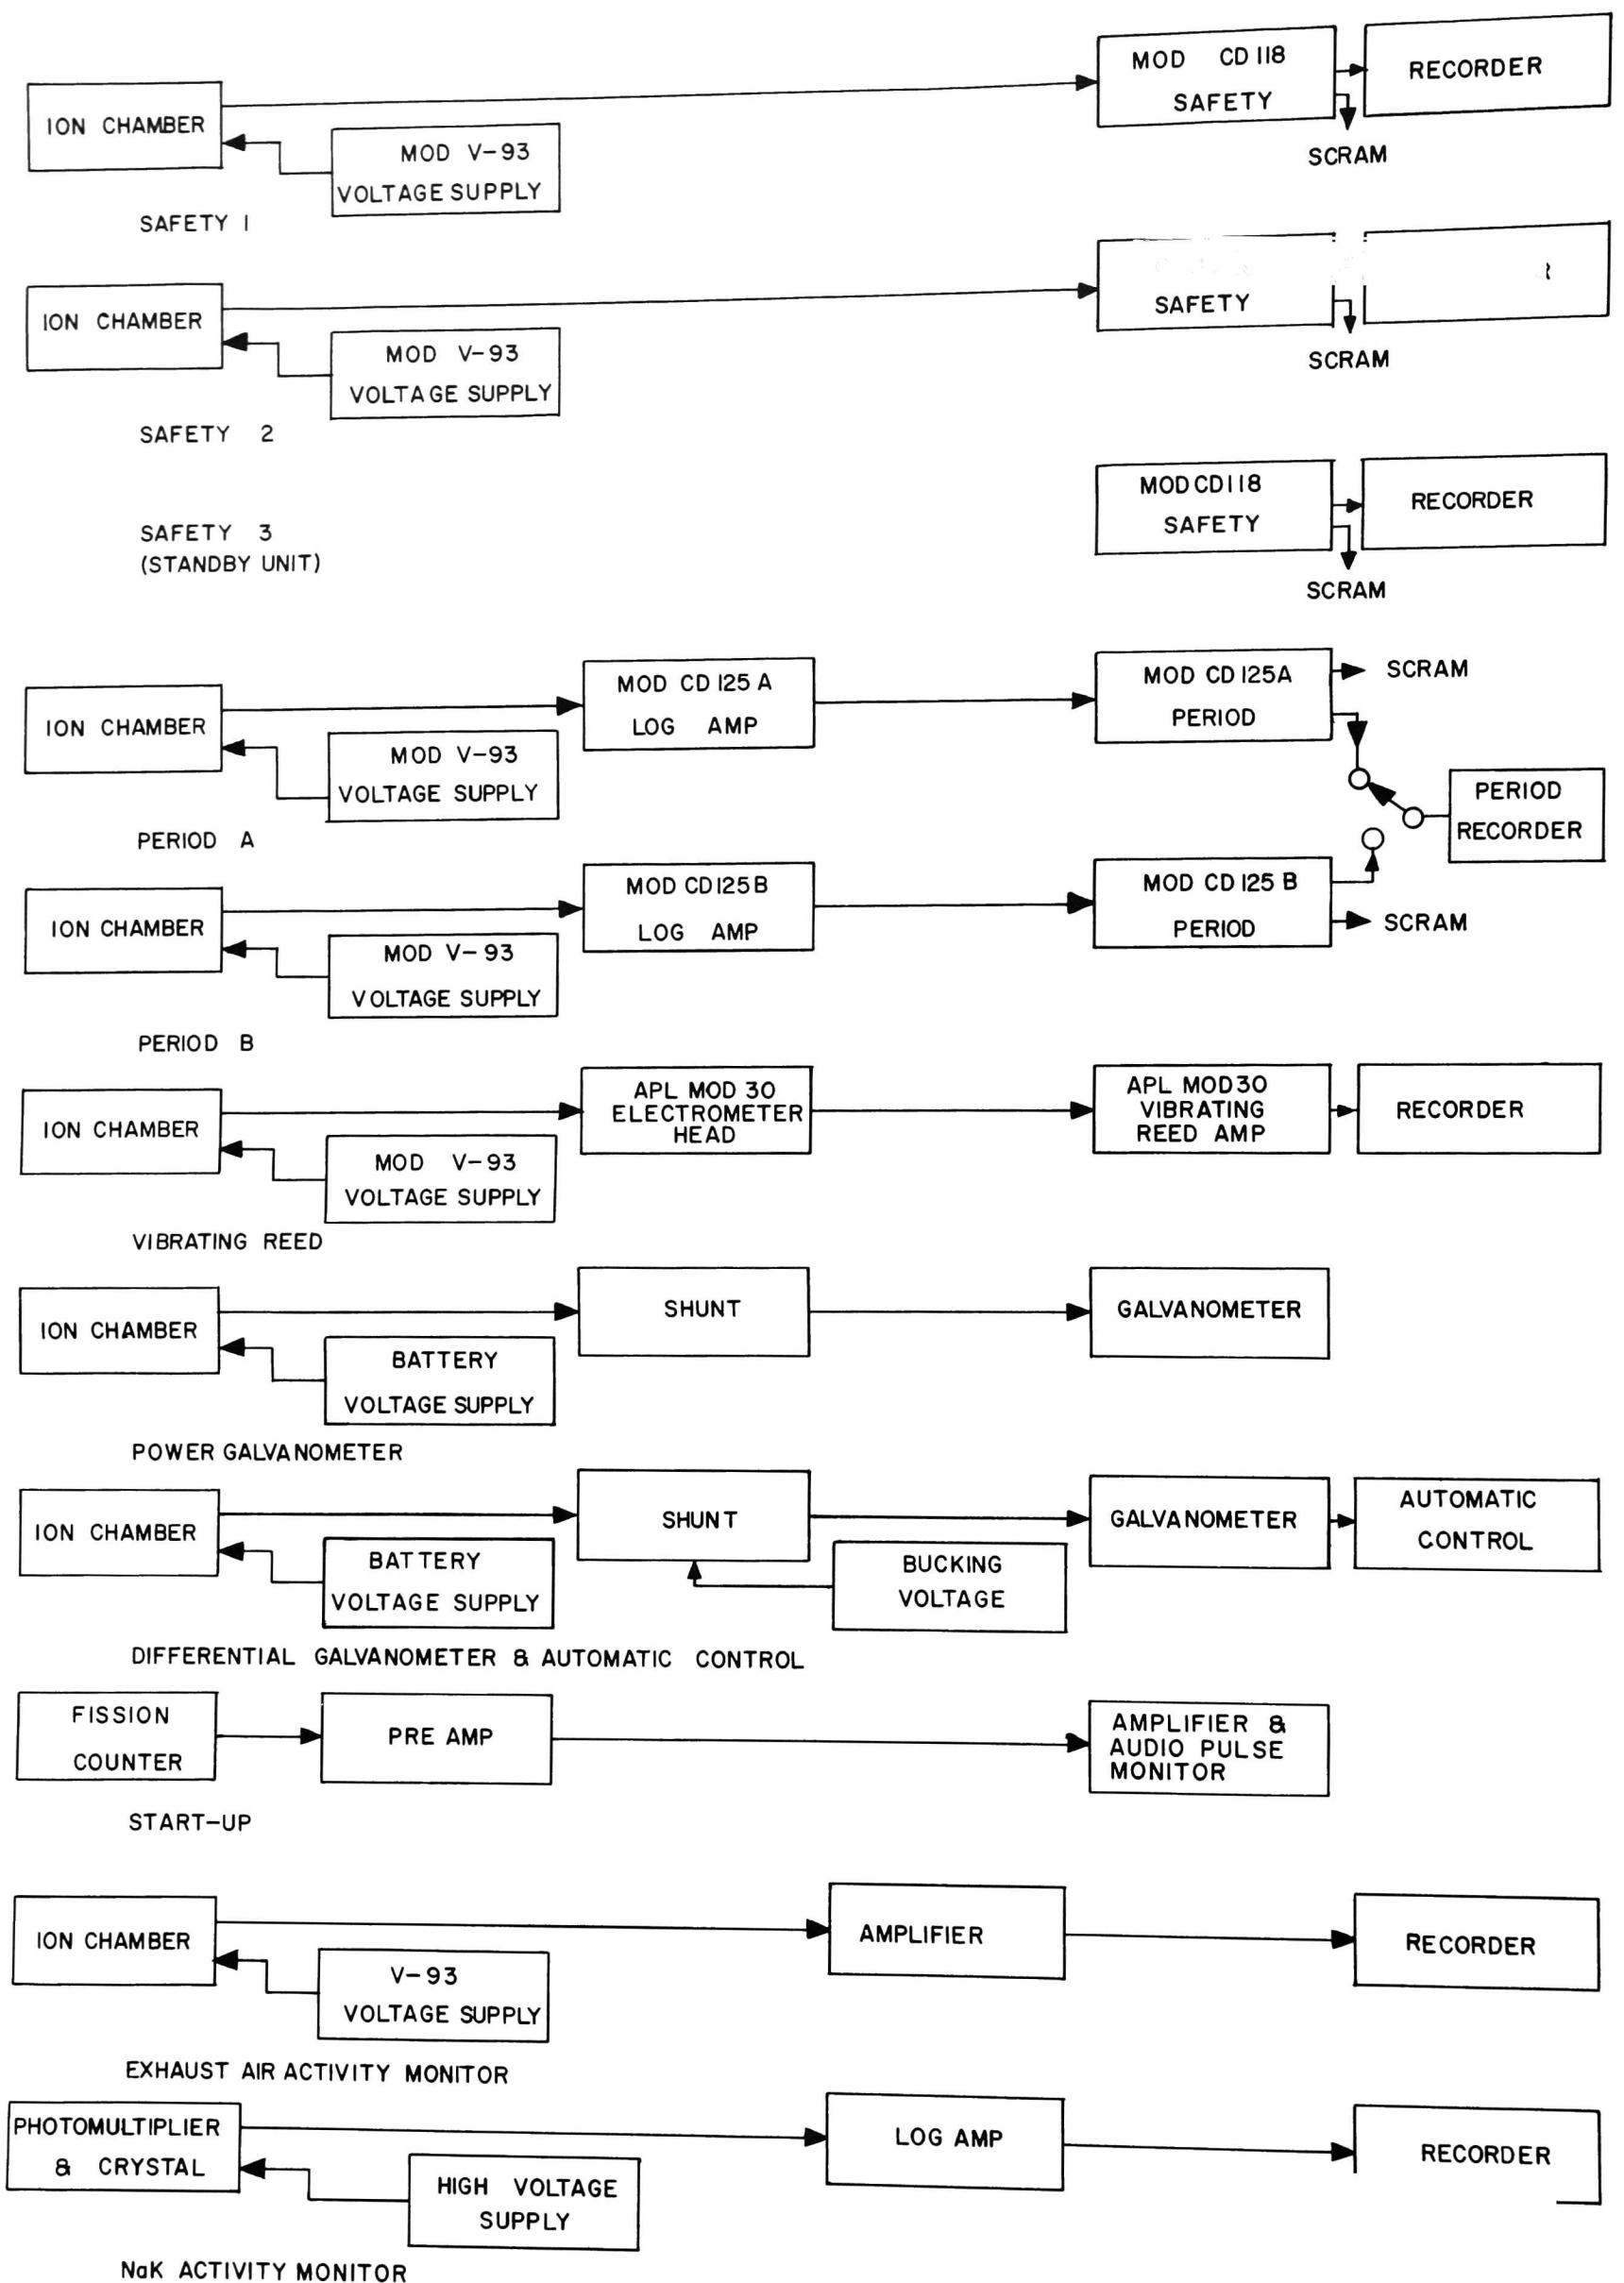 ION CHAMBER
MOD V-93
VOLTAGE SUPPLY
MOD CD 118
SAFETY
RECORDER
SCRAM
SAFETY 1
ION CHAMBER
MOD V-93
VOLTAGE SUPPLY
SAFETY
SCRAM
SAFETY 2
MOD CD 118
SAFETY
RECORDER
SCRAM
SAFETY 3
(STANDBY UNIT)
ION CHAMBER
MOD V-93
VOLTAGE SUPPLY
MOD CD 125 A
LOG AMP
MOD CD 125A
PERIOD
SCRAM
PERIOD
RECORDER
PERIOD A
ION CHAMBER
MOD V-93
VOLTAGE SUPPLY
MOD CD 125 B
LOG AMP
MOD CD 125 B
PERIOD
SCRAM
PERIOD B
ION CHAMBER
MOD V-93
VOLTAGE SUPPLY
APL MOD 30
ELECTROMETER
HEAD
APL MOD 30
VIBRATING
REED AMP
RECORDER
VIBRATING REED
ION CHAMBER
BATTERY
VOLTAGE SUPPLY
SHUNT
GALVANOMETER
POWER GALVANOMETER
ION CHAMBER
BATTERY
VOLTAGE SUPPLY
SHUNT
BUCKING
VOLTAGE
GALVANOMETER
AUTOMATIC
CONTROL
DIFFERENTIAL GALVANOMETER & AUTOMATIC CONTROL
FISSION
COUNTER
PRE AMP
AMPLIFIER &
AUDIO PULSE
MONITOR
START-UP
ION CHAMBER
V-93
VOLTAGE SUPPLY
AMPLIFIER
RECORDER
EXHAUST AIR ACTIVITY MONITOR
PHOTOMULTIPLIER
& CRYSTAL
HIGH VOLTAGE
SUPPLY
LOG AMP
RECORDER
NaK ACTIVITY MONITOR